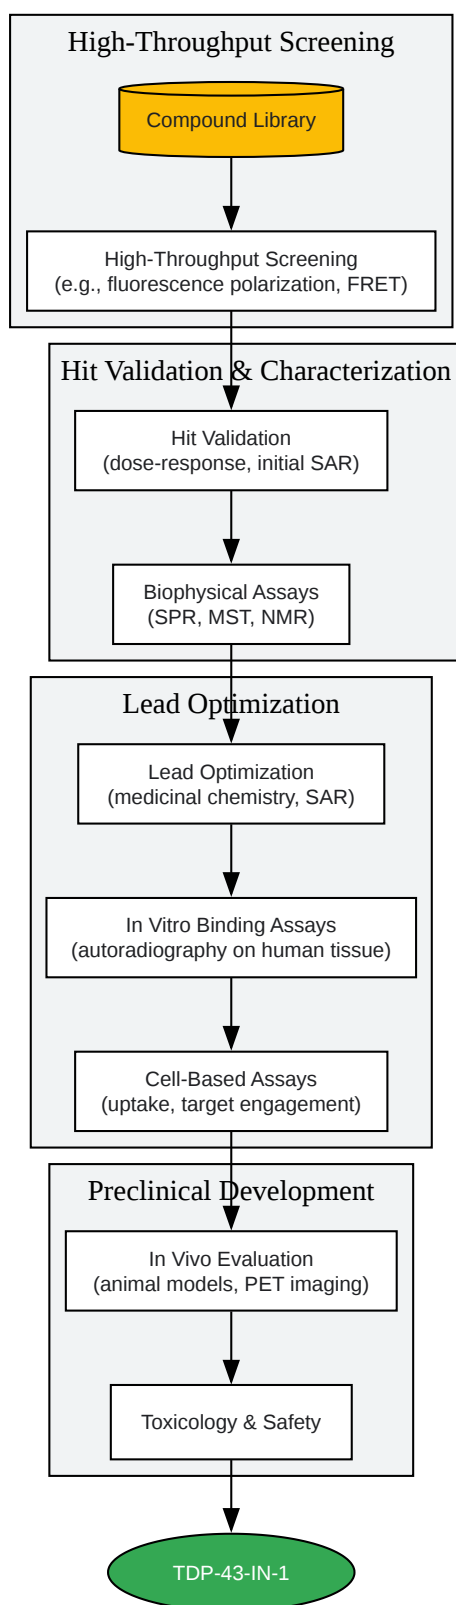 High-Throughput Screening
Compound Library
High-Throughput Screening
(e.g., fluorescence polarization, FRET)
Hit Validation & Characterization
Hit Validation
(dose-response, initial SAR)
Biophysical Assays
(SPR, MST, NMR)
Lead Optimization
Lead Optimization
(medicinal chemistry, SAR)
In Vitro Binding Assays
(autoradiography on human tissue)
Cell-Based Assays
(uptake, target engagement)
Preclinical Development
In Vivo Evaluation
(animal models, PET imaging)
Toxicology & Safety
TDP-43-IN-1